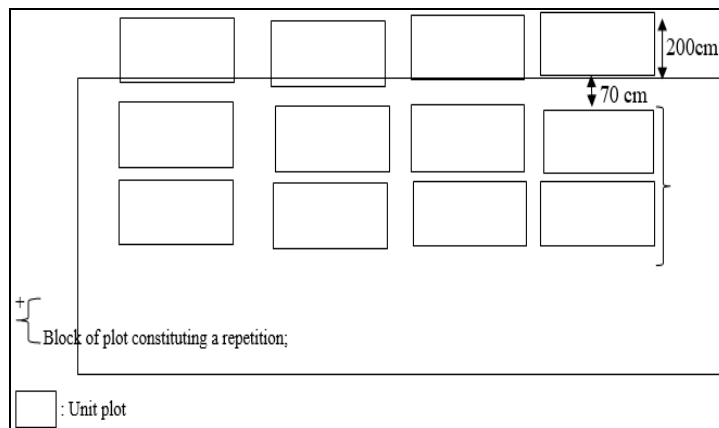 200cm
70 cm
+
Block of plot constituting a repetition;
: Unit plot